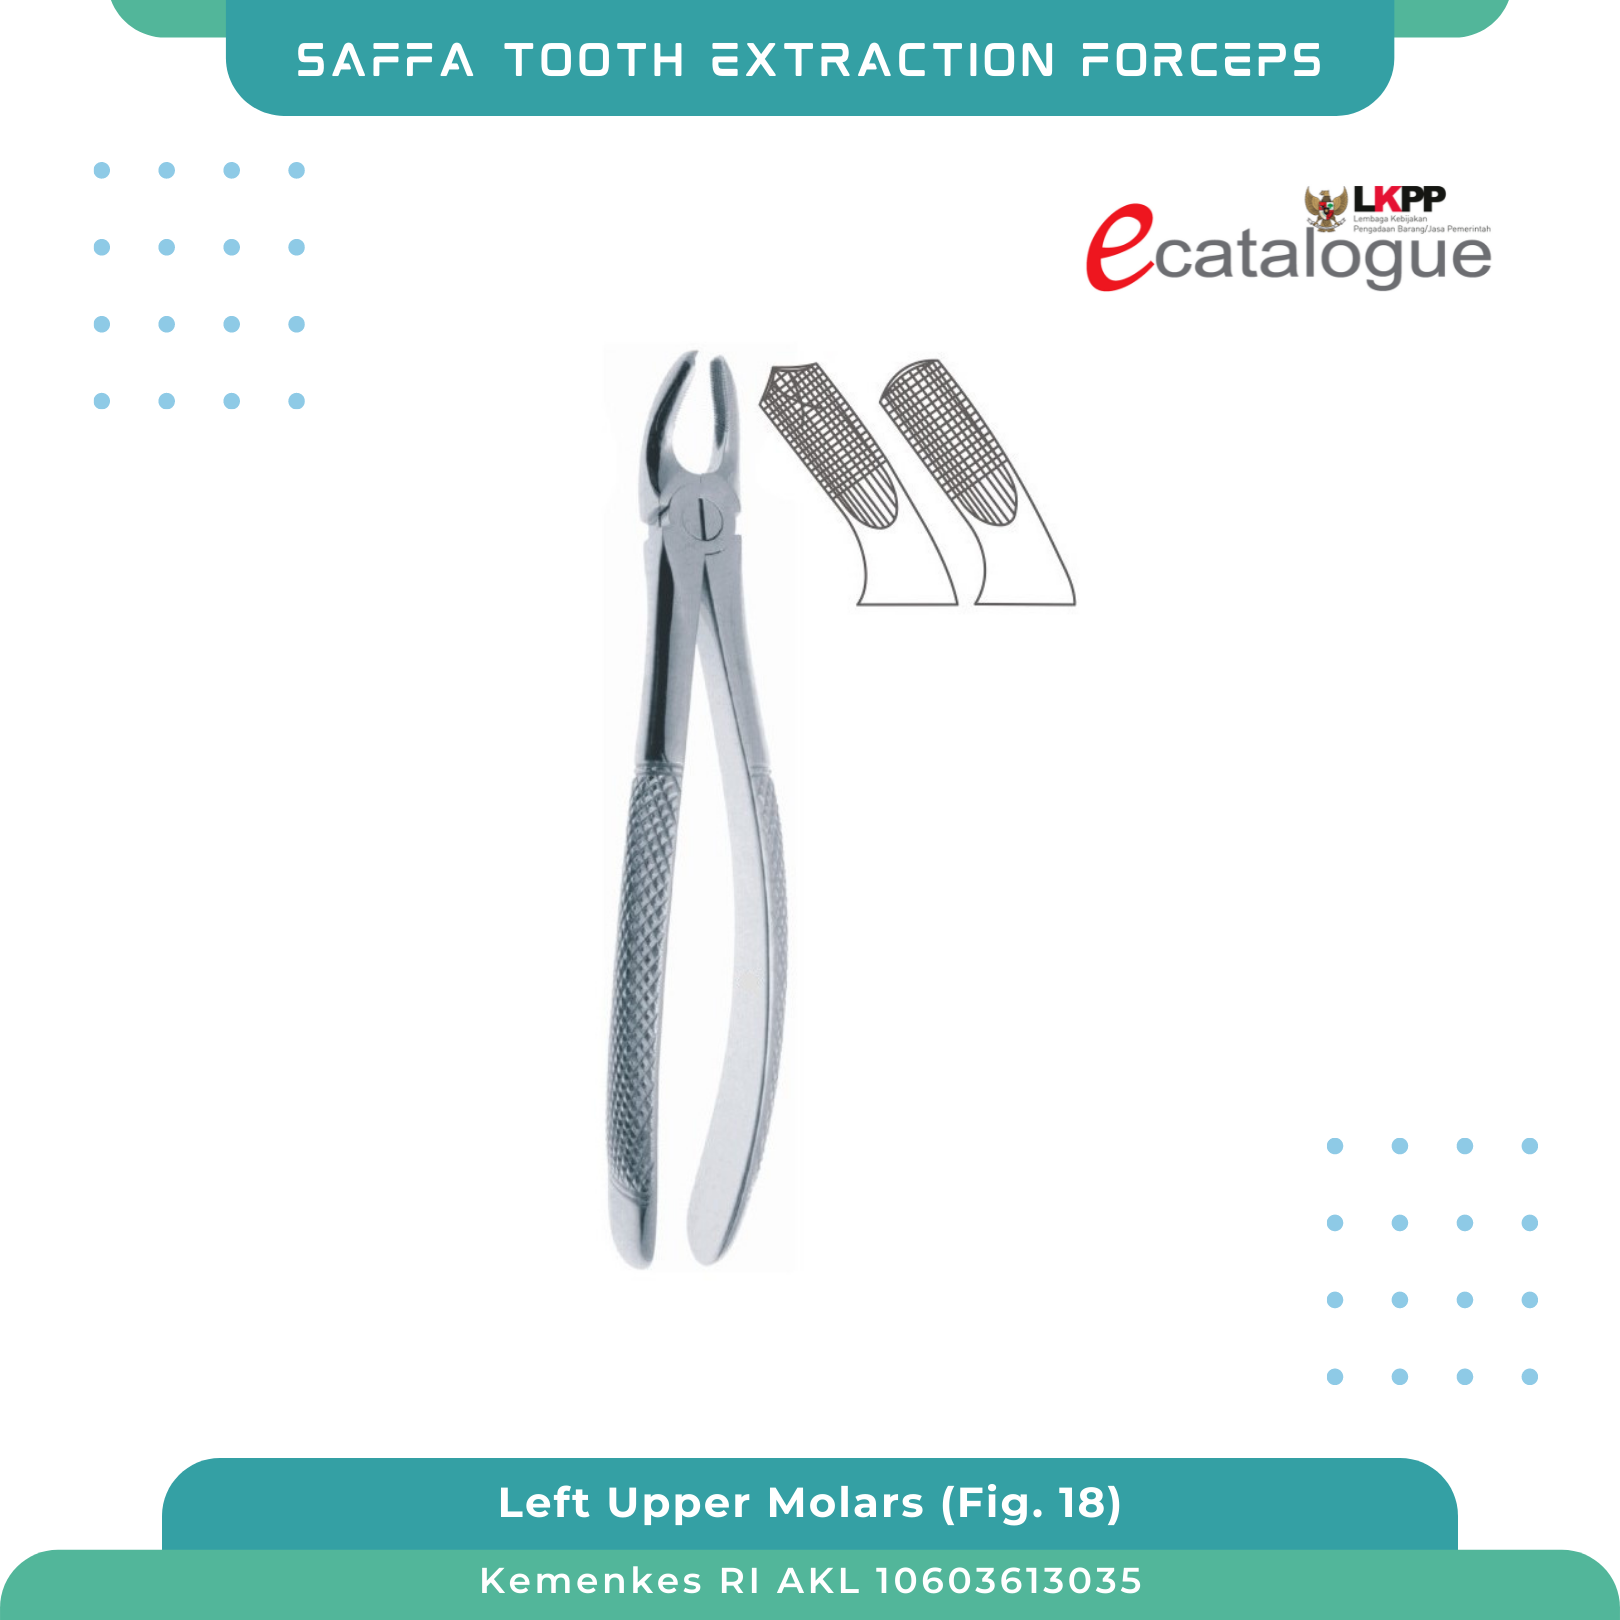 SAFFA TOOTH EXTRACTION FORCEPS
LKPP
Lembaga Kebijakan
Pengadaan Barang/Jasa Pemerintah
ecatalogue
Left Upper Molars (Fig. 18)
Kemenkes RI AKL 10603613035